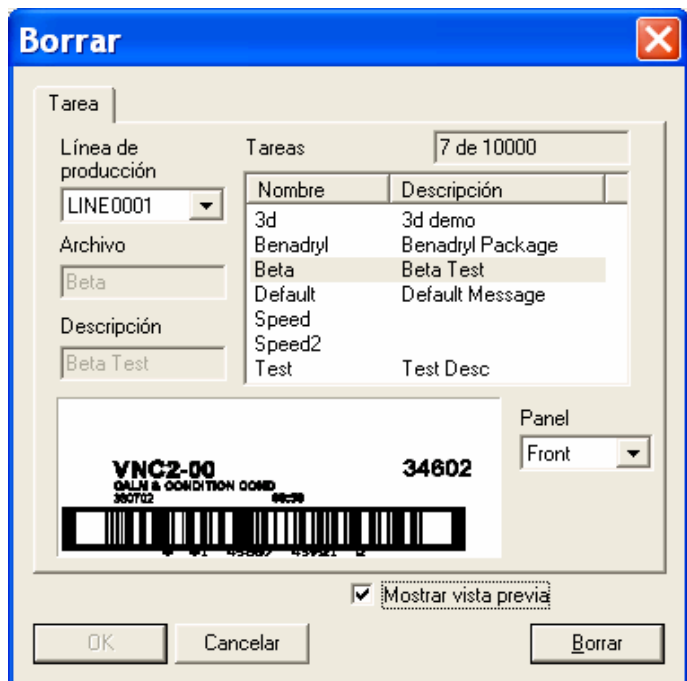 Borrar
Tarea
Línea de
producción
LINE0001
Archivo
Beta
Descripción
Beta Test
Tareas
7 de 10000
Nombre Descripción
3d 3d demo
Benadryl Benadryl Package
Beta Beta Test
Default Default Message
Speed
Speed2
Test Test Desc
VNC2-00 34602
& CONDITION
Panel
Front
Mostrar vista previa
OK
Cancelar
Borrar